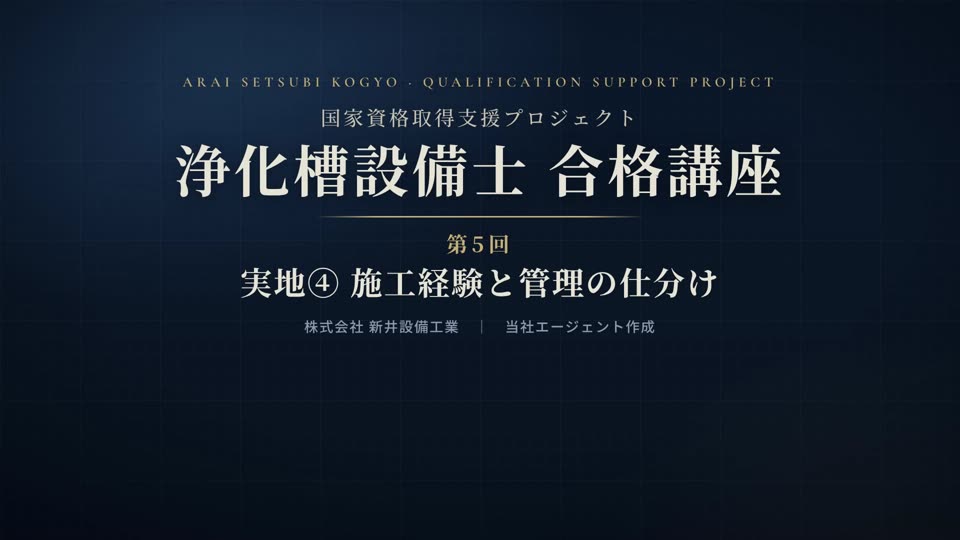 ARAI SETSUBI KOGYO · QUALIFICATION SUPPORT PROJECT
国家資格取得支援プロジェクト
浄化槽設備士 合格講座
第5回
実地④ 施工経験と管理の仕分け
株式会社 新井設備工業 | 当社エージェント作成